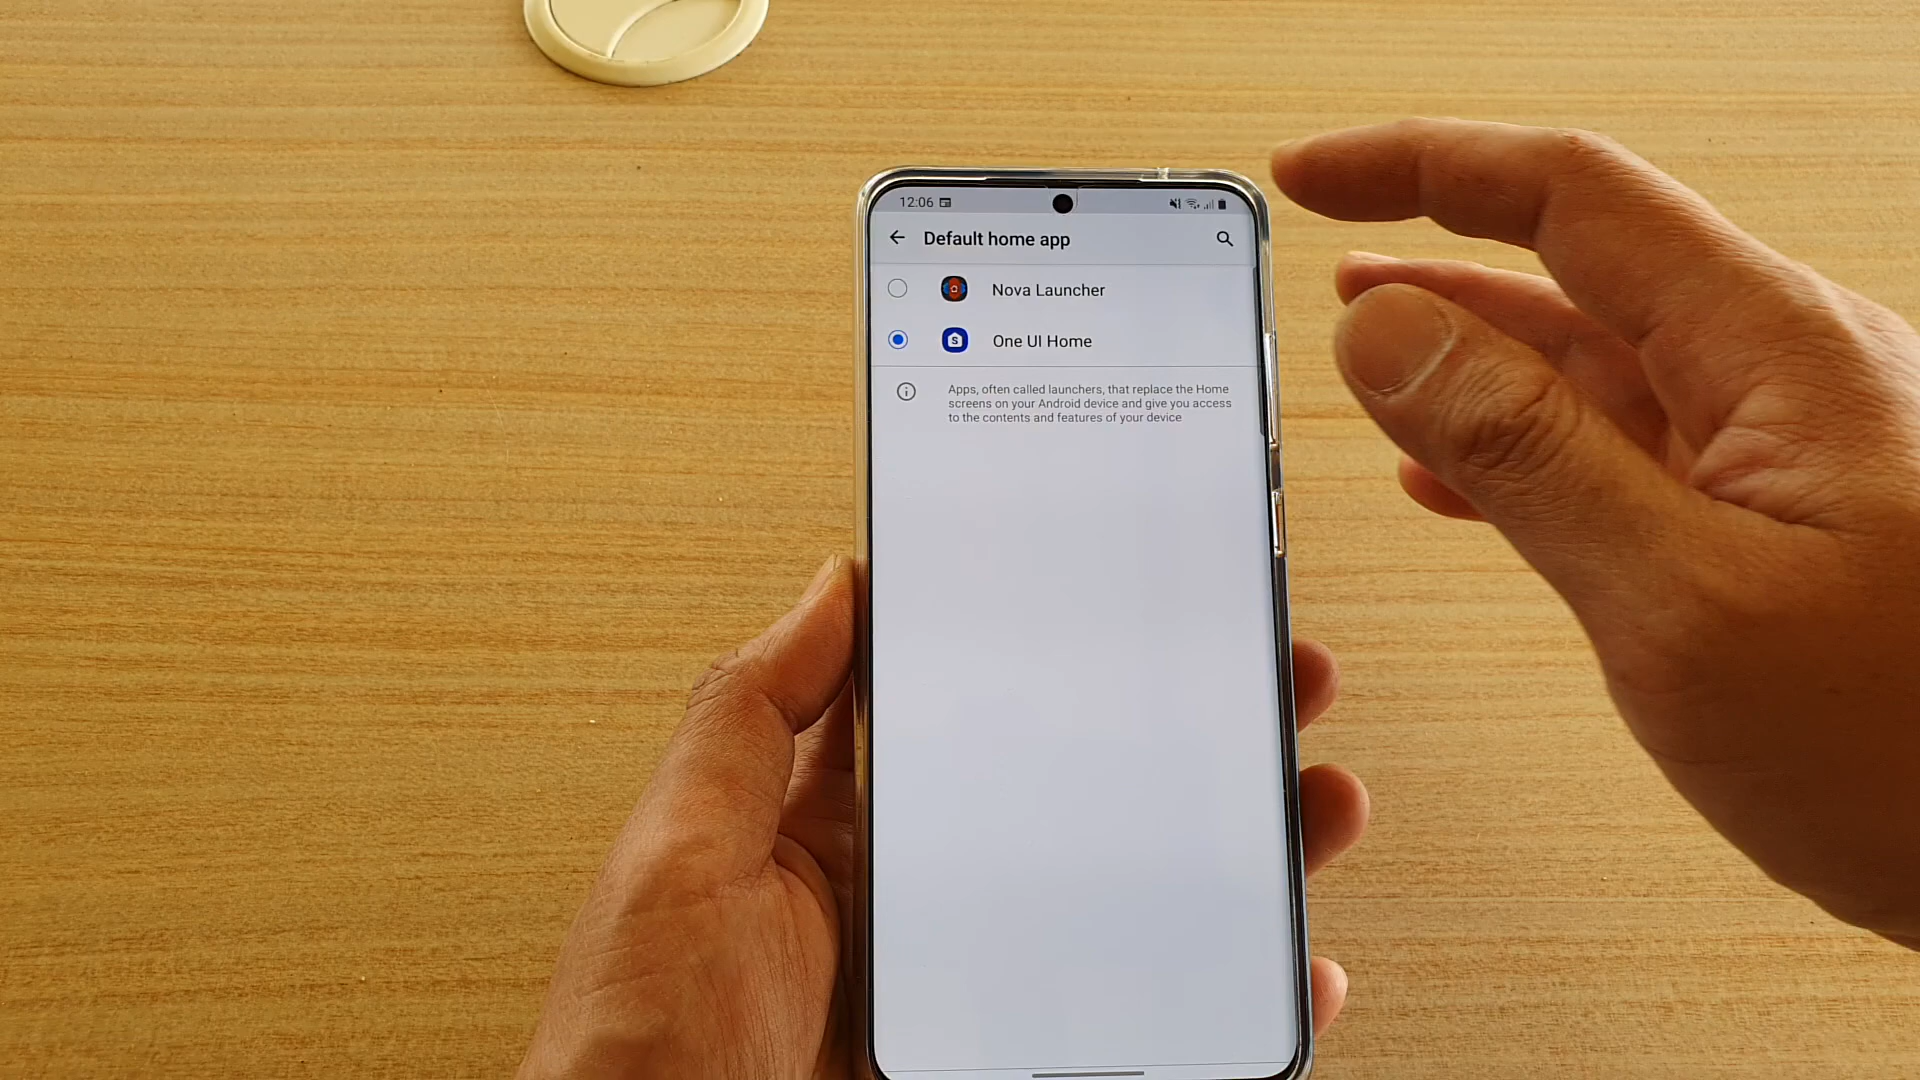 12:06
Default home app
Nova Launcher
One UI Home
Apps, often called launchers, that replace the Home
screens on your Android device and give you access
to the contents and features of your device